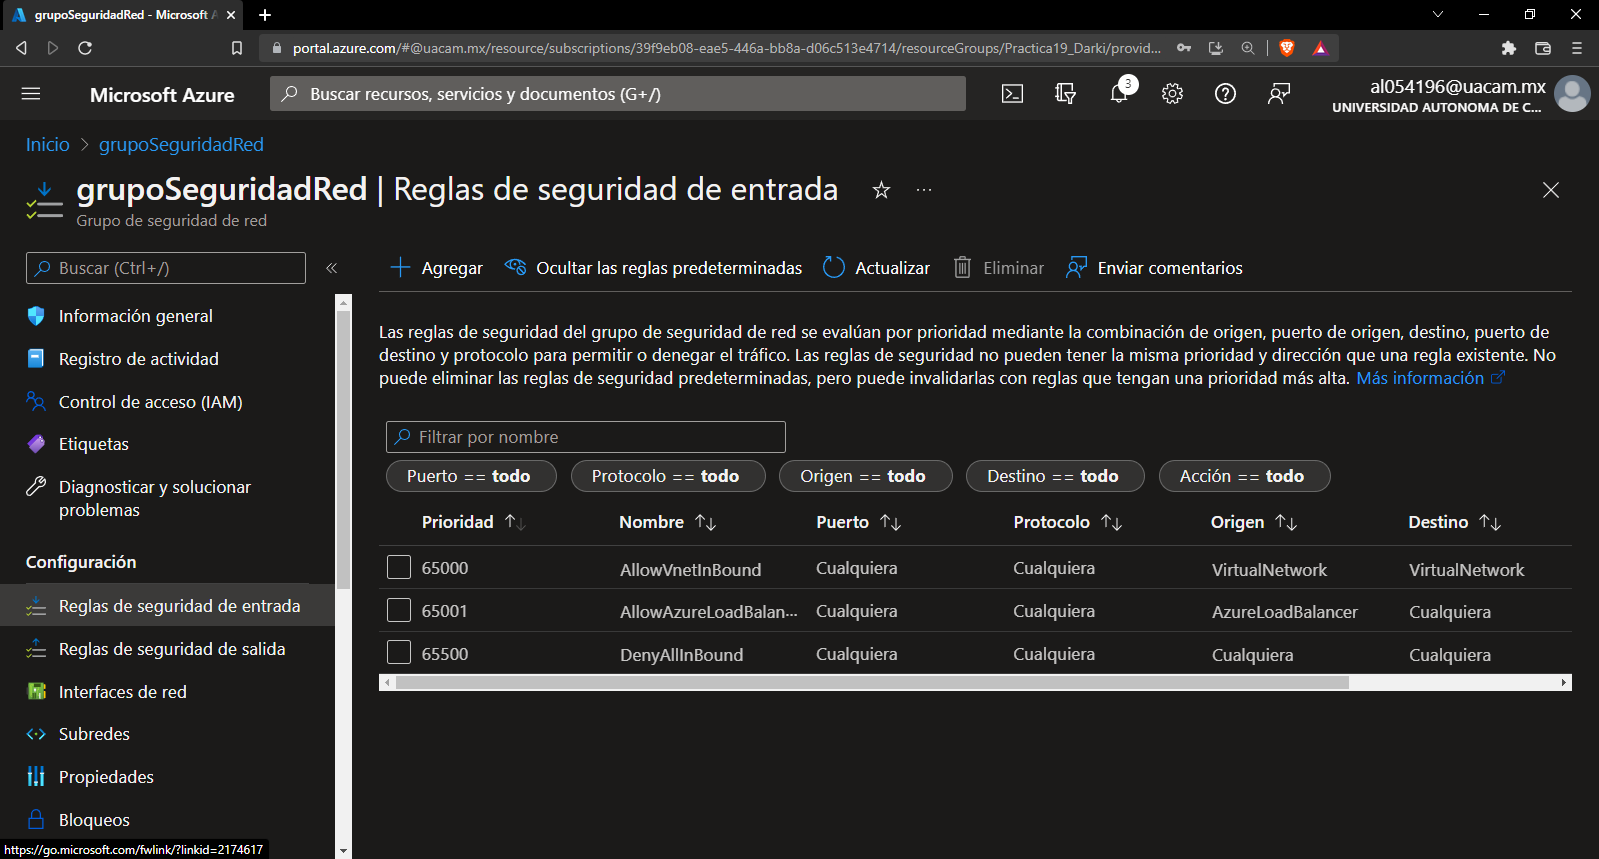 grupoSeguridadRed - Microsoft A
portal.azure.com/#@uacam.mx/resource/subscriptions/39f9eb08-eae5-446a-bb8a-d06c513e4714/resourceGroups/Practica19_Darki/provid...
Microsoft Azure
Buscar recursos, servicios y documentos (G+/)
3
al054196@uacam.mx
UNIVERSIDAD AUTONOMA DE C...
Inicio > grupoSeguridadRed
grupoSeguridadRed | Reglas de seguridad de entrada
Grupo de seguridad de red
Buscar (Ctrl+/)
Información general
Registro de actividad
Control de acceso (IAM)
Etiquetas
Diagnosticar y solucionar
problemas
Configuración
Reglas de seguridad de entrada
Reglas de seguridad de salida
Interfaces de red
Subredes
Propiedades
Bloqueos
Agregar Ocultar las reglas predeterminadas Actualizar Eliminar Enviar comentarios
Las reglas de seguridad del grupo de seguridad de red se evalúan por prioridad mediante la combinación de origen, puerto de origen, destino, puerto de
destino y protocolo para permitir o denegar el tráfico. Las reglas de seguridad no pueden tener la misma prioridad y dirección que una regla existente. No
puede eliminar las reglas de seguridad predeterminadas, pero puede invalidarlas con reglas que tengan una prioridad más alta. Más información
Filtrar por nombre
Puerto == todo Protocolo == todo Origen == todo Destino == todo Acción == todo
Prioridad Nombre Puerto Protocolo Origen Destino
65000 AllowVnetInBound Cualquiera Cualquiera VirtualNetwork VirtualNetwork
65001 AllowAzureLoadBalan... Cualquiera Cualquiera AzureLoadBalancer Cualquiera
65500 DenyAllInBound Cualquiera Cualquiera Cualquiera Cualquiera
https://go.microsoft.com/fwlink/?linkid=2174617